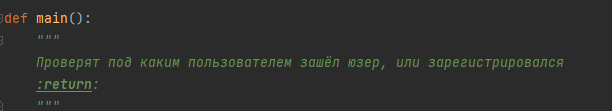 def main():
"""
Проверят под каким пользователем зашёл юзер, или зарегистрировался
:return:
"""